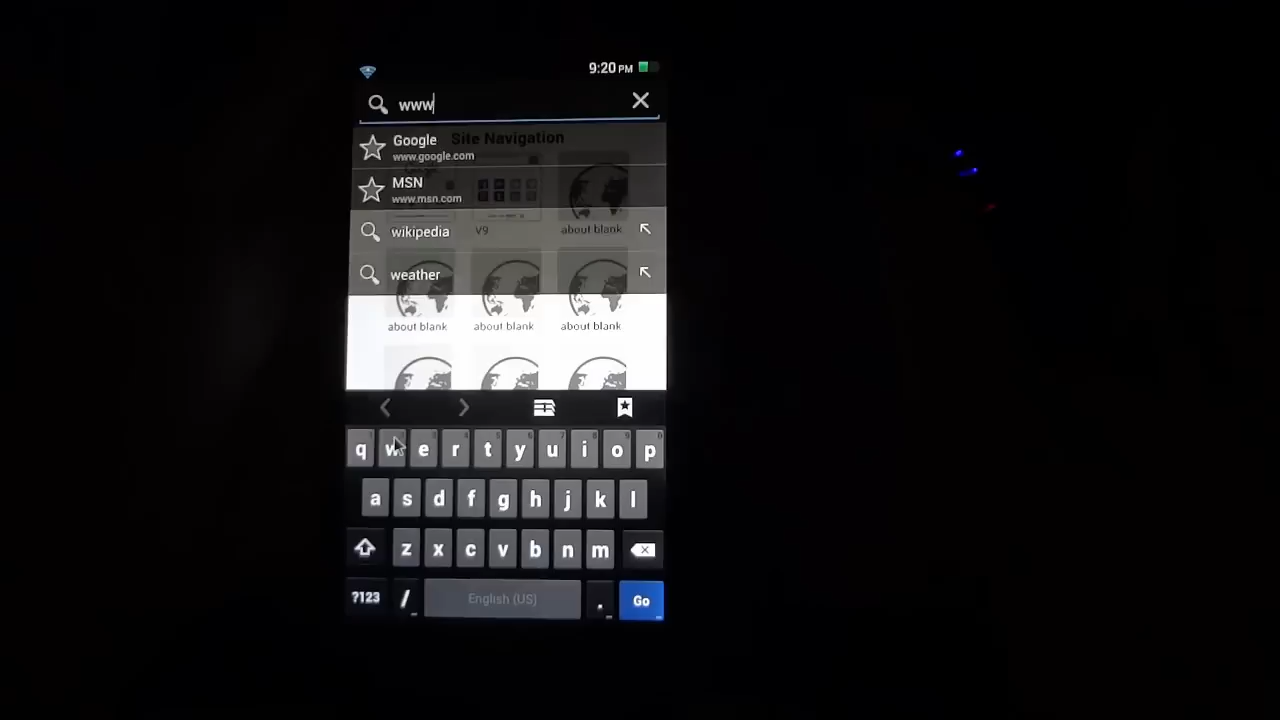 9:20 PM
www
Site Navigation
Google
www.google.com
MSN
www.msn.com
wikipedia
V9
about blank
weather
about blank
about blank
about blank
q w e r t y u i o p
a s d f g h j k l
z x c v b n m
?123 / English (US) . Go